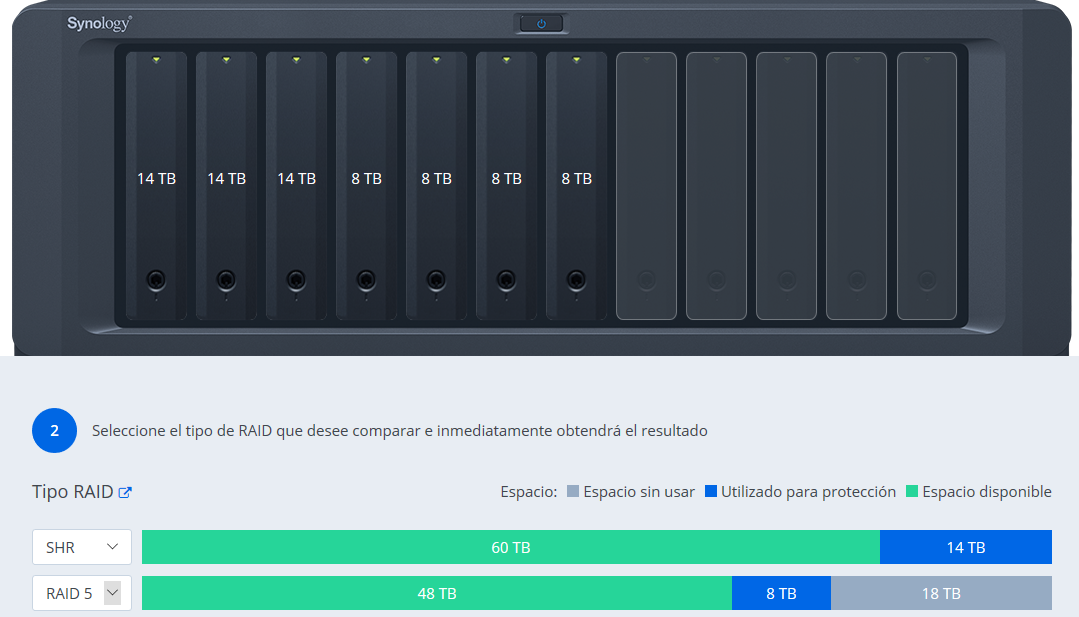 Synology
14 TB 14 TB 14 TB 8 TB 8 TB 8 TB 8 TB
2 Seleccione el tipo de RAID que desee comparar e inmediatamente obtendrá el resultado
Tipo RAID Espacio: Espacio sin usar Utilizado para protección Espacio disponible
SHR 60 TB 14 TB
RAID 5 48 TB 8 TB 18 TB